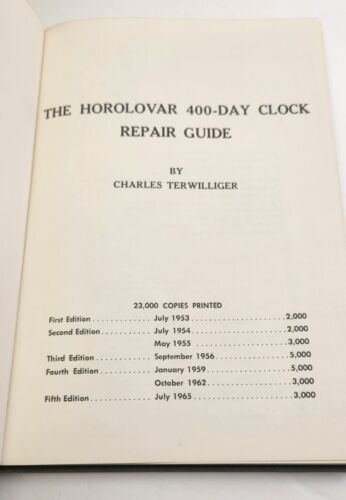 THE HOROLOVAR 400-DAY CLOCK
REPAIR GUIDE
BY
CHARLES TERWILLIGER
23,000 COPIES PRINTED
First Edition . . . . . . . . . . . . July 1953 . . . . . . . . . . . . . . . . . . . . 2,000
Second Edition . . . . . . . . . . July 1954 . . . . . . . . . . . . . . . . . . . . 2,000
May 1955 . . . . . . . . . . . . . . . . . . . . 3,000
Third Edition . . . . . . . . . . . September 1956 . . . . . . . . . . . . . . 5,000
Fourth Edition . . . . . . . . . . January 1959 . . . . . . . . . . . . . . . . 5,000
October 1962 . . . . . . . . . . . . . . . . 3,000
Fifth Edition . . . . . . . . . . . . July 1965 . . . . . . . . . . . . . . . . . . . . 3,000